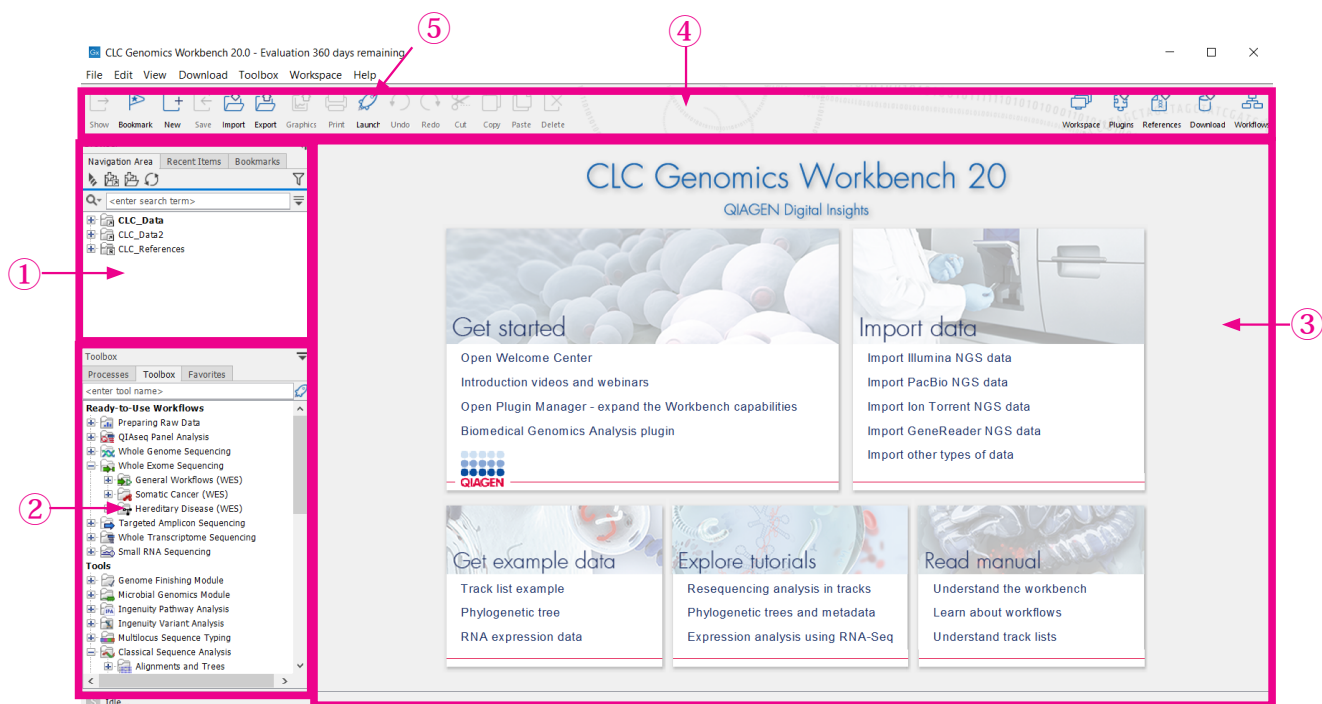 ⑤
④
CLC Genomics Workbench 20.0 - Evaluation 360 days remaining
File Edit View Download Toolbox Workspace Help
Show Bookmark New Save Import Export Graphics Print Launch Undo Redo Cut Copy Paste Delete
Workspace Plugins References Download Workflows
Navigation Area Recent Items Bookmarks
<enter search term>
CLC_Data
CLC_Data2
CLC_References
①
Toolbox
Processes Toolbox Favorites
<enter tool name>
Ready-to-Use Workflows
Preparing Raw Data
QIAseq Panel Analysis
Whole Genome Sequencing
Whole Exome Sequencing
General Workflows (WES)
Somatic Cancer (WES)
② Hereditary Disease (WES)
Targeted Amplicon Sequencing
Whole Transcriptome Sequencing
Small RNA Sequencing
Tools
Genome Finishing Module
Microbial Genomics Module
Ingenuity Pathway Analysis
Ingenuity Variant Analysis
Multilocus Sequence Typing
Classical Sequence Analysis
Alignments and Trees
Idle
CLC Genomics Workbench 20
QIAGEN Digital Insights
Get started
Open Welcome Center
Introduction videos and webinars
Open Plugin Manager - expand the Workbench capabilities
Biomedical Genomics Analysis plugin
QIAGEN
Import data
Import Illumina NGS data
Import PacBio NGS data
Import Ion Torrent NGS data
Import GeneReader NGS data
Import other types of data
③
Get example data
Track list example
Phylogenetic tree
RNA expression data
Explore tutorials
Resequencing analysis in tracks
Phylogenetic trees and metadata
Expression analysis using RNA-Seq
Read manual
Understand the workbench
Learn about workflows
Understand track lists